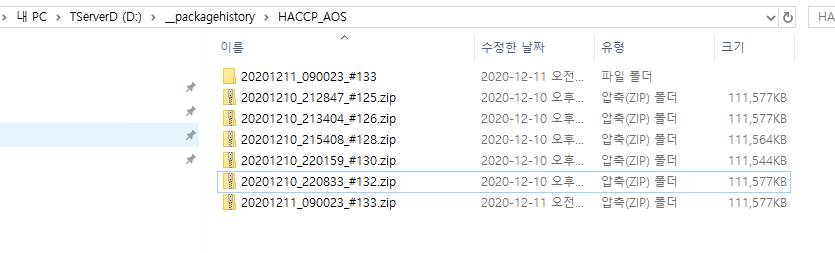 내 PC > TServerD (D:) > __packagehistory > HACCP_AOS
HA
이름 수정한 날짜 유형 크기
20201211_090023_#133 2020-12-11 오전... 파일 폴더
20201210_212847_#125.zip 2020-12-10 오후... 압축(ZIP) 폴더 111,577KB
20201210_213404_#126.zip 2020-12-10 오후... 압축(ZIP) 폴더 111,577KB
20201210_215408_#128.zip 2020-12-10 오후... 압축(ZIP) 폴더 111,564KB
20201210_220159_#130.zip 2020-12-10 오후... 압축(ZIP) 폴더 111,544KB
20201210_220833_#132.zip 2020-12-10 오후... 압축(ZIP) 폴더 111,577KB
20201211_090023_#133.zip 2020-12-11 오전... 압축(ZIP) 폴더 111,577KB